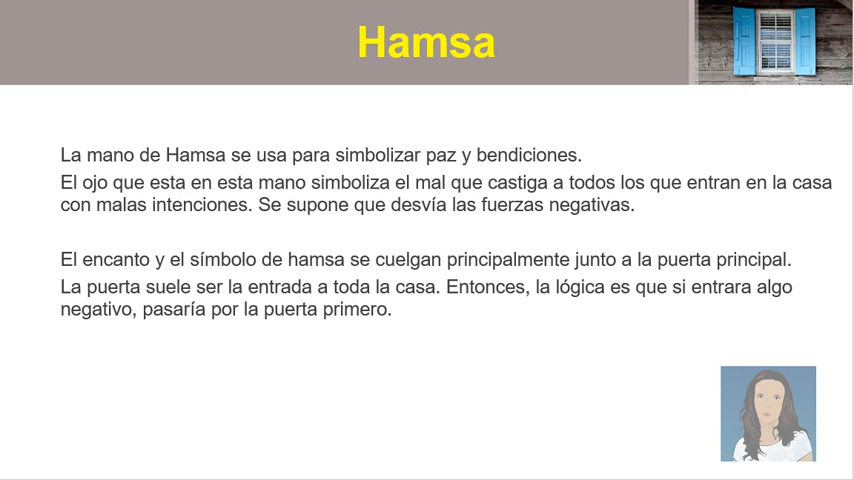 Hamsa
La mano de Hamsa se usa para simbolizar paz y bendiciones.
El ojo que esta en esta mano simboliza el mal que castiga a todos los que entran en la casa
con malas intenciones. Se supone que desvía las fuerzas negativas.
El encanto y el símbolo de hamsa se cuelgan principalmente junto a la puerta principal.
La puerta suele ser la entrada a toda la casa. Entonces, la lógica es que si entrara algo
negativo, pasaría por la puerta primero.